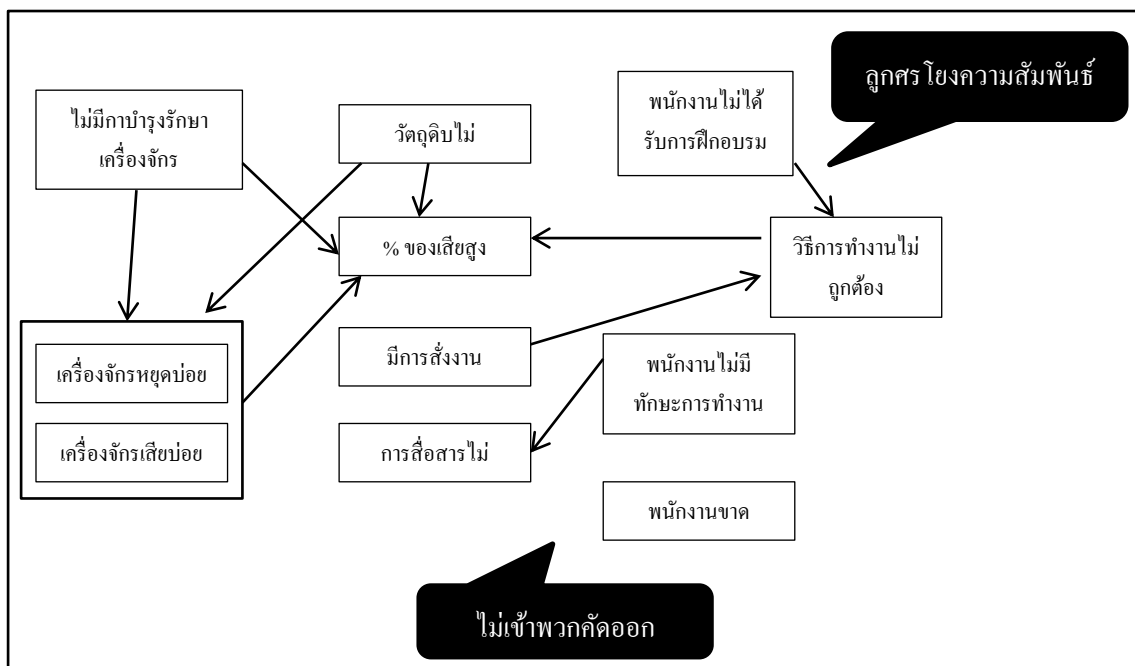 ลูกศรโยงความสัมพันธ์
ไม่มีกาบำรุงรักษา
เครื่องจักร
วัตถุดิบไม่
พนักงานไม่ได้
รับการฝึกอบรม
% ของเสียสูง
วิธีการทำงานไม่
ถูกต้อง
มีการสั่งงาน
พนักงานไม่มี
ทักษะการทำงาน
เครื่องจักรหยุดบ่อย
เครื่องจักรเสียบ่อย
การสื่อสารไม่
พนักงานขาด
ไม่เข้าพวกคัดออก